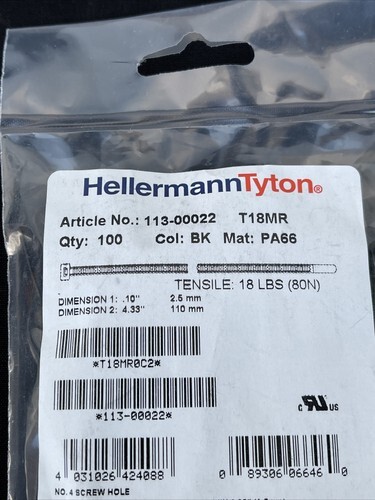 HellermannTyton®
Article No.: 113-00022 T18MR
Qty: 100 Col: BK Mat: PA66
TENSILE: 18 LBS (80N)
DIMENSION 1: .10" 2.5 mm
DIMENSION 2: 4.33" 110 mm
*T18MR0C2*
*113-00022*
C UR US
4 031026 424088 0 89306 06646 0
NO. 4 SCREW HOLE